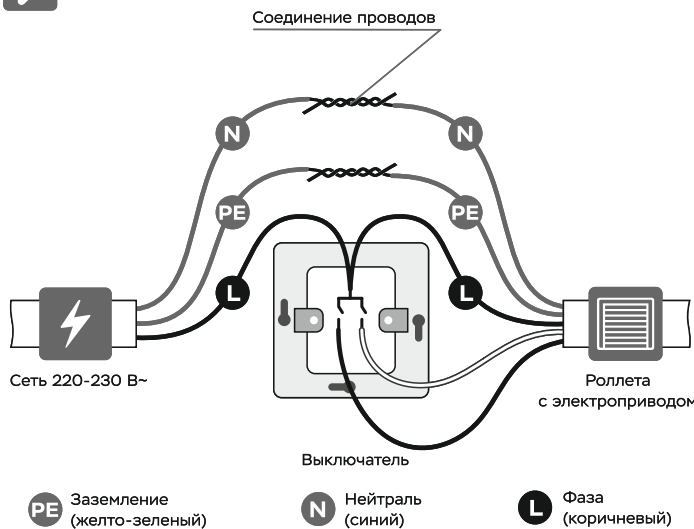 Соединение проводов
N
N
PE
PE
L
L
Сеть 220-230 В~
Роллета
с электроприводом
Выключатель
PE
Заземление
(желто-зеленый)
N
Нейтраль
(синий)
L
Фаза
(коричневый)